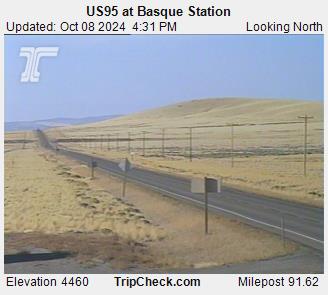 US95 at Basque Station
Updated: Oct 08 2024 4:31 PM Looking North
Elevation 4460 TripCheck.com Milepost 91.62